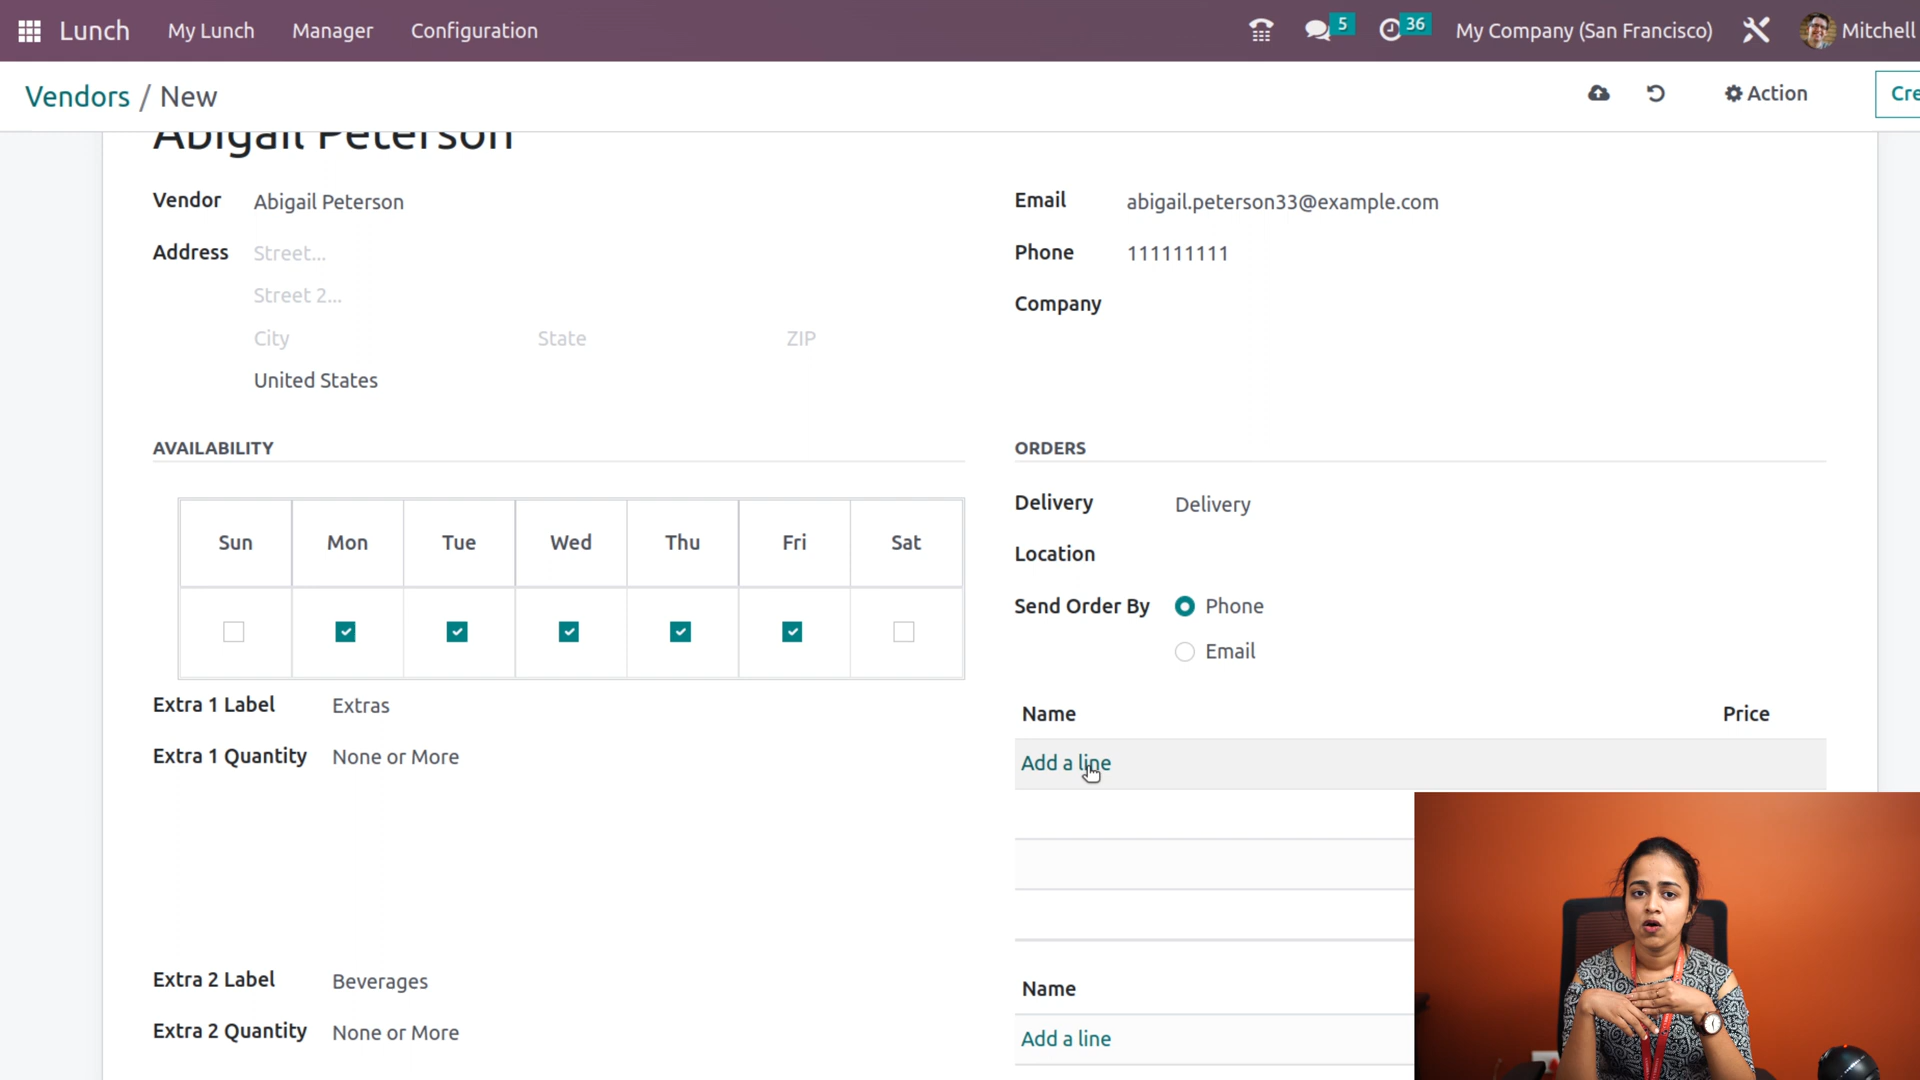 Lunch My Lunch Manager Configuration 5 36 My Company (San Francisco) Mitchell
Vendors / New Action Cre
Abigail Peterson
Vendor Abigail Peterson Email abigail.peterson33@example.com
Address Street... Phone 111111111
Street 2... Company
City State ZIP
United States
AVAILABILITY ORDERS
Delivery Delivery
Sun Mon Tue Wed Thu Fri Sat
Location
Send Order By Phone
Email
Extra 1 Label Extras Name Price
Extra 1 Quantity None or More Add a line
Extra 2 Label Beverages Name
Extra 2 Quantity None or More Add a line